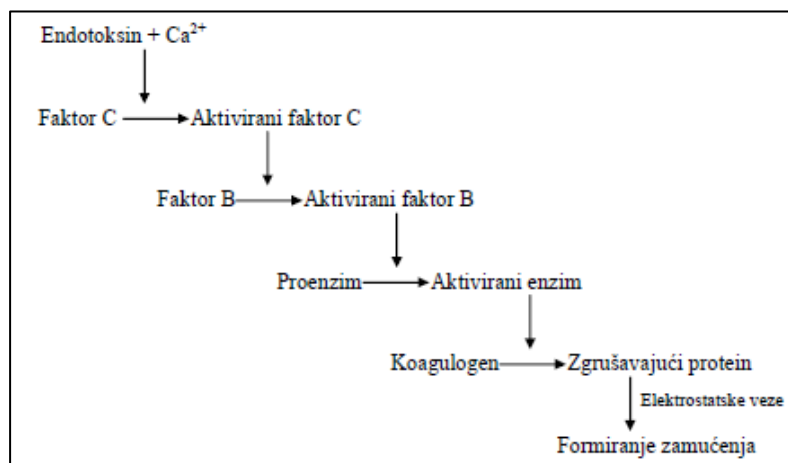 Endotoksin + Ca²⁺
Faktor C Aktivirani faktor C
Faktor B Aktivirani faktor B
Proenzim Aktivirani enzim
Koagulogen Zgrušavajući protein
Elektrostatske veze
Formiranje zamućenja